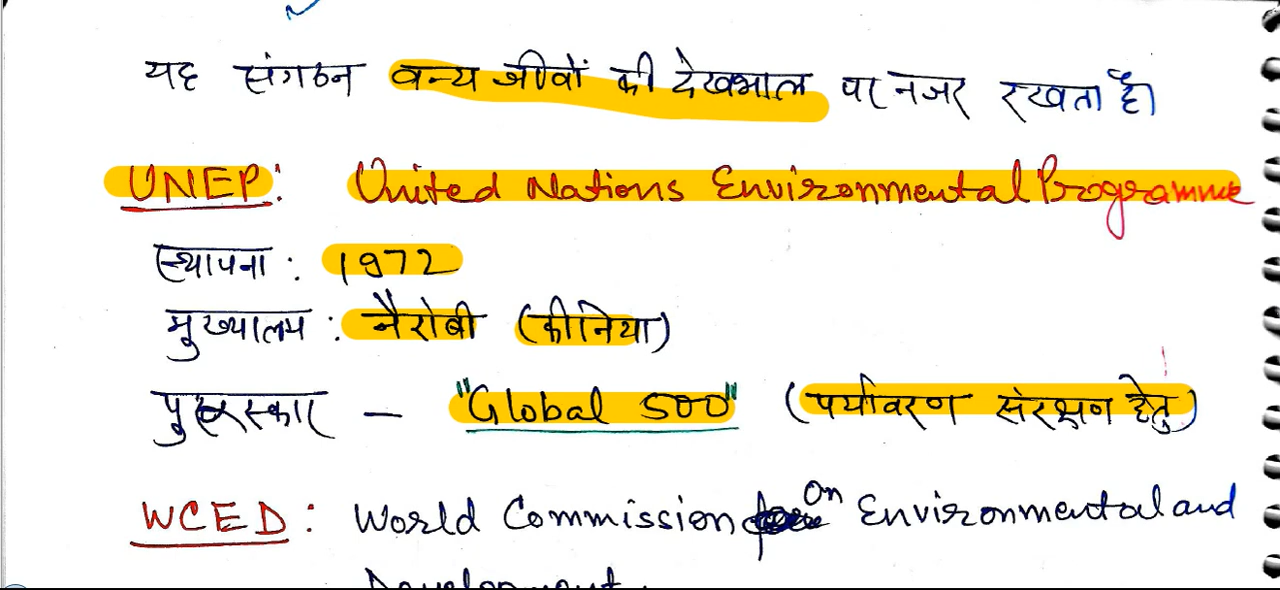 यह संगठन वन्य जीवों की देखभाल पर नजर रखता है।
UNEP: United Nations Environmental Programme
स्थापना : 1972
मुख्यालय : नैरोबी (कीनिया)
पुरस्कार — "Global 500" (पर्यावरण संरक्षण हेतु)
WCED : World Commission on Environmental and
Development